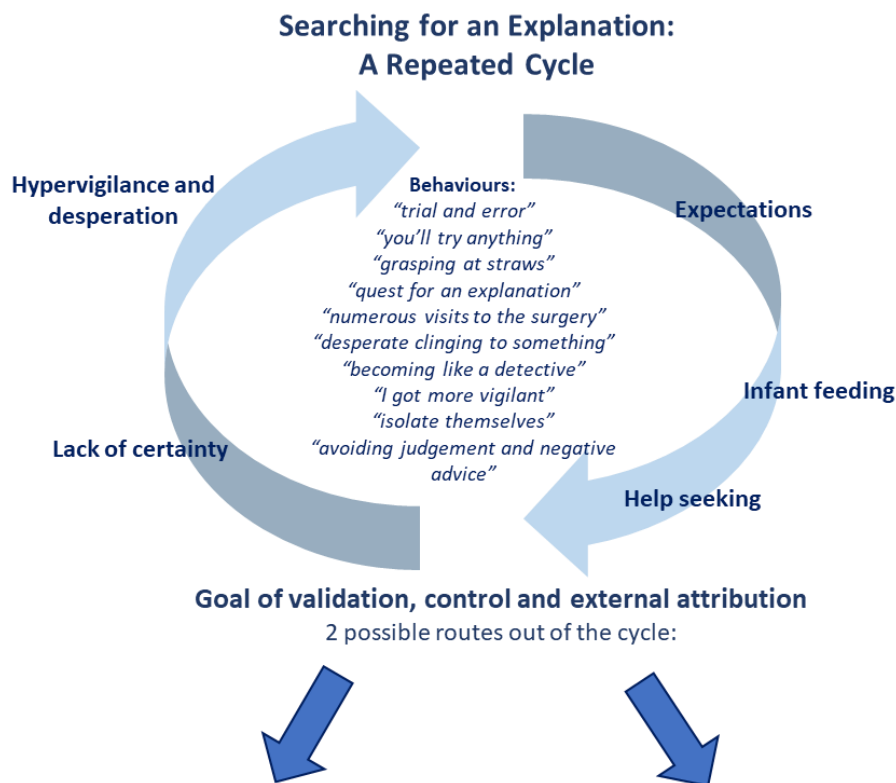 Searching for an Explanation:
A Repeated Cycle
Hypervigilance and
desperation
Behaviours:
“trial and error”
“you’ll try anything”
“grasping at straws”
“quest for an explanation”
“numerous visits to the surgery”
“desperate clinging to something”
“becoming like a detective”
“I got more vigilant”
“isolate themselves”
“avoiding judgement and negative
advice”
Expectations
Infant feeding
Lack of certainty
Help seeking
Goal of validation, control and external attribution
2 possible routes out of the cycle: